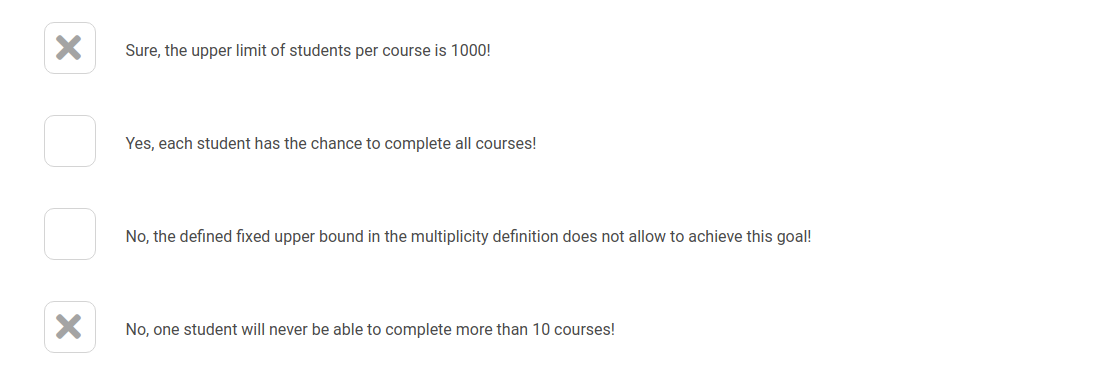 Sure, the upper limit of students per course is 1000!
Yes, each student has the chance to complete all courses!
No, the defined fixed upper bound in the multiplicity definition does not allow to achieve this goal!
No, one student will never be able to complete more than 10 courses!